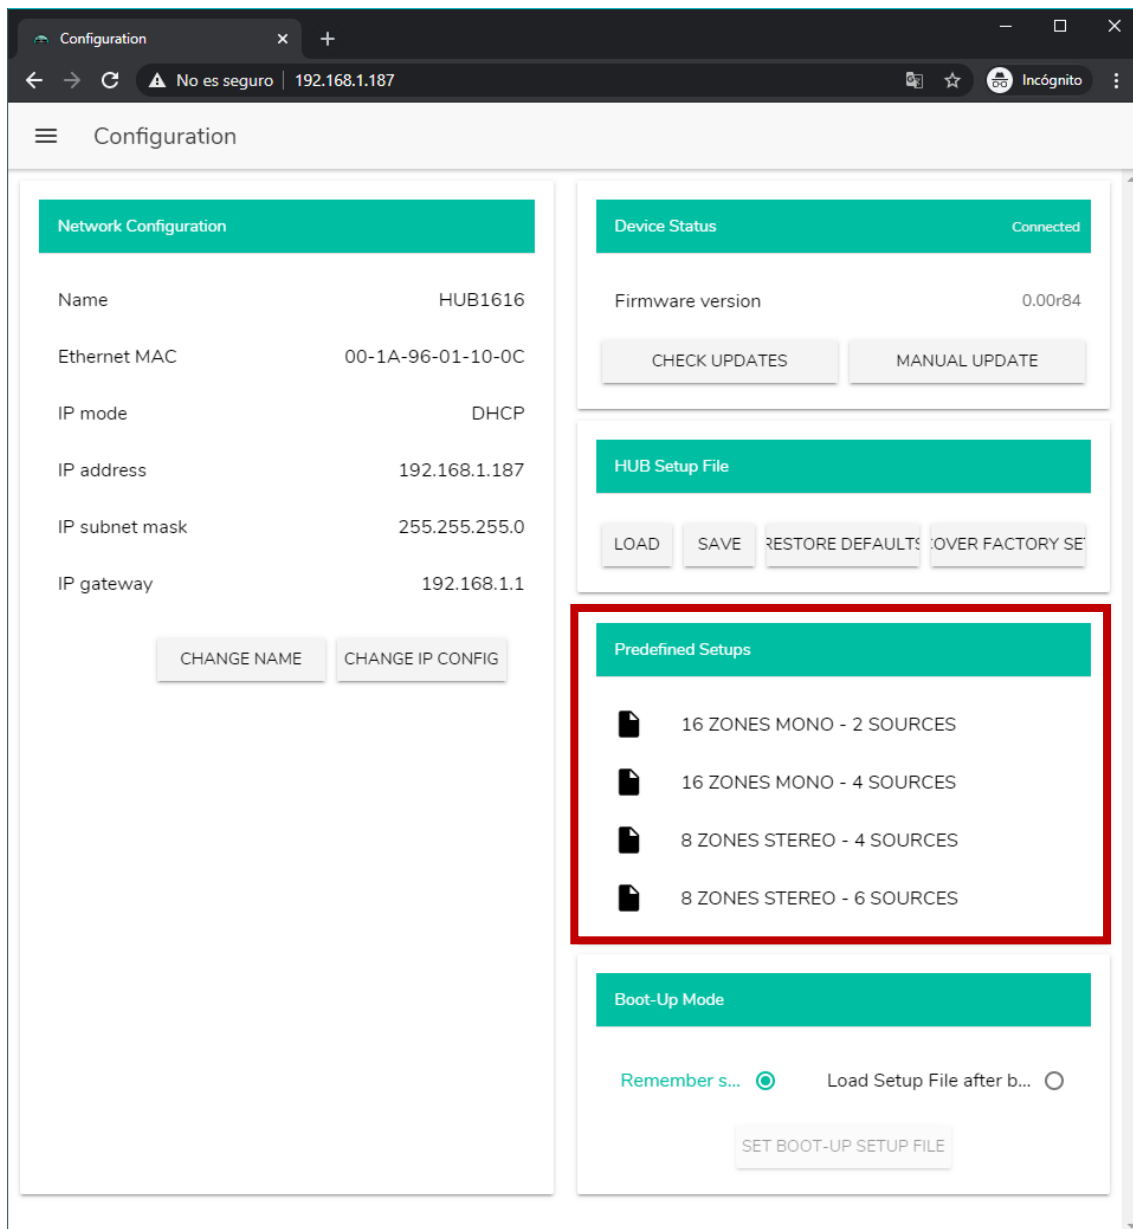 Configuration
No es seguro | 192.168.1.187
Incógnito
Configuration
Network Configuration
Name HUB1616
Ethernet MAC 00-1A-96-01-10-0C
IP mode DHCP
IP address 192.168.1.187
IP subnet mask 255.255.255.0
IP gateway 192.168.1.1
CHANGE NAME CHANGE IP CONFIG
Device Status Connected
Firmware version 0.00r84
CHECK UPDATES MANUAL UPDATE
HUB Setup File
LOAD SAVE RESTORE DEFAULTS COVER FACTORY SE
Predefined Setups
16 ZONES MONO - 2 SOURCES
16 ZONES MONO - 4 SOURCES
8 ZONES STEREO - 4 SOURCES
8 ZONES STEREO - 6 SOURCES
Boot-Up Mode
Remember s... Load Setup File after b...
SET BOOT-UP SETUP FILE